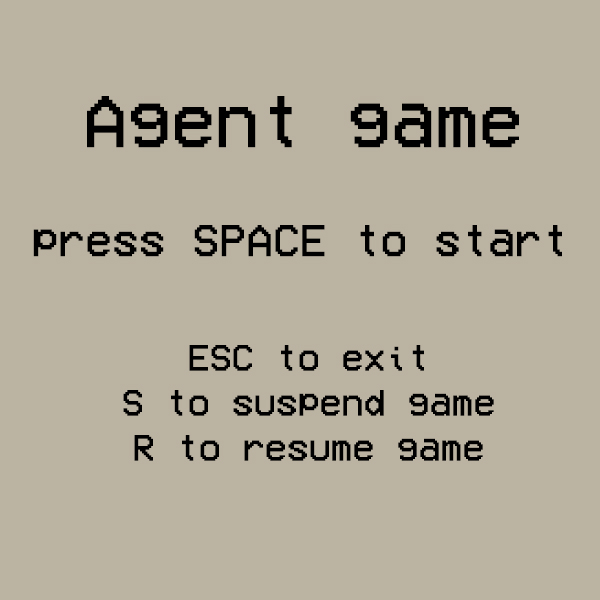 Agent game
press SPACE to start
ESC to exit
S to suspend game
R to resume game